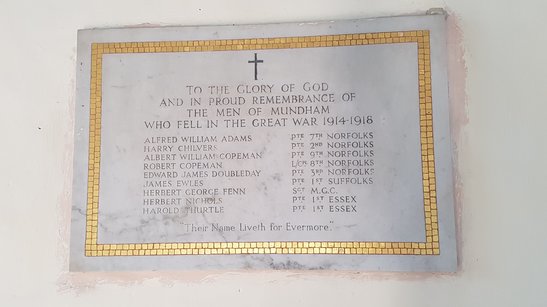 TO THE GLORY OF GOD
AND IN PROUD REMEMBRANCE OF
THE MEN OF MUNDHAM
WHO FELL IN THE GREAT WAR 1914-1918
ALFRED WILLIAM ADAMS PTE 7TH NORFOLKS
HARRY CHILVERS PTE 2ND NORFOLKS
ALBERT WILLIAM COPEMAN PTE 9TH NORFOLKS
ROBERT COPEMAN L/CPL 8TH NORFOLKS
EDWARD JAMES DOUBLEDAY PTE 3RD NORFOLKS
JAMES EWLES PTE 1ST SUFFOLKS
HERBERT GEORGE FENN SGT M.G.C.
HERBERT NICHOLS PTE 1ST ESSEX
HAROLD THURTLE PTE 1ST ESSEX
"Their Name Liveth for Evermore."